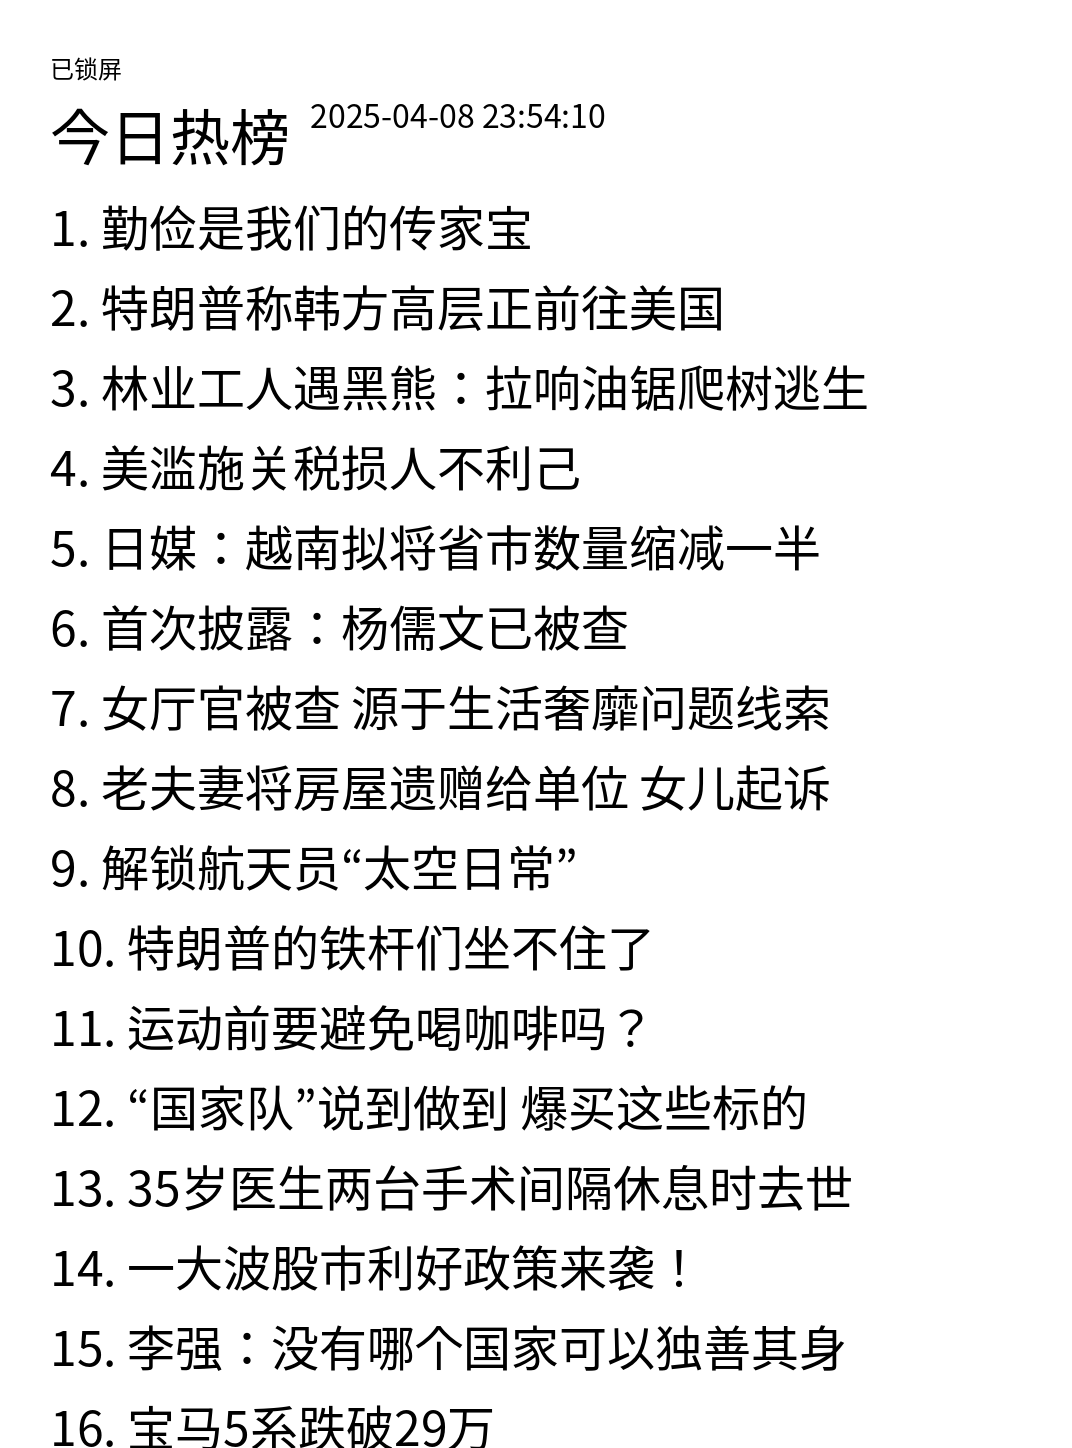 已锁屏
今日热榜 2025-04-08 23:54:10
1. 勤俭是我们的传家宝
2. 特朗普称韩方高层正前往美国
3. 林业工人遇黑熊：拉响油锯爬树逃生
4. 美滥施关税损人不利己
5. 日媒：越南拟将省市数量缩减一半
6. 首次披露：杨儒文已被查
7. 女厅官被查 源于生活奢靡问题线索
8. 老夫妻将房屋遗赠给单位 女儿起诉
9. 解锁航天员“太空日常”
10. 特朗普的铁杆们坐不住了
11. 运动前要避免喝咖啡吗？
12. “国家队”说到做到 爆买这些标的
13. 35岁医生两台手术间隔休息时去世
14. 一大波股市利好政策来袭！
15. 李强：没有哪个国家可以独善其身
16. 宝马5系跌破29万